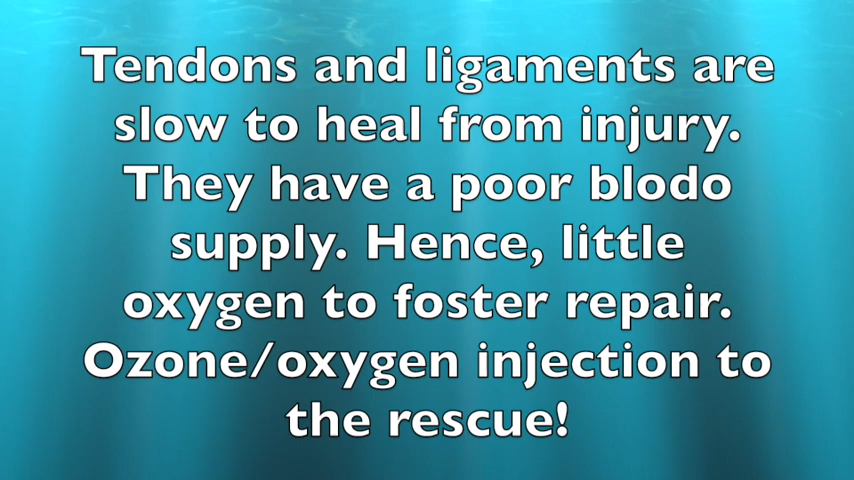 Tendons and ligaments are
slow to heal from injury.
They have a poor blodo
supply. Hence, little
oxygen to foster repair.
Ozone/oxygen injection to
the rescue!